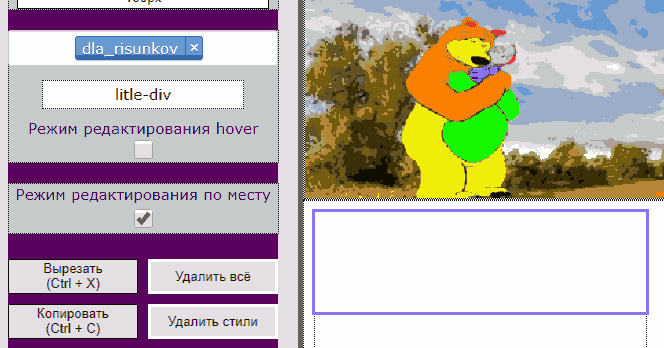 dla_risunkov ×
litle-div
Режим редактирования hover
Режим редактирования по месту
Вырезать
(Ctrl + X)
Удалить всё
Копировать
(Ctrl + C)
Удалить стили